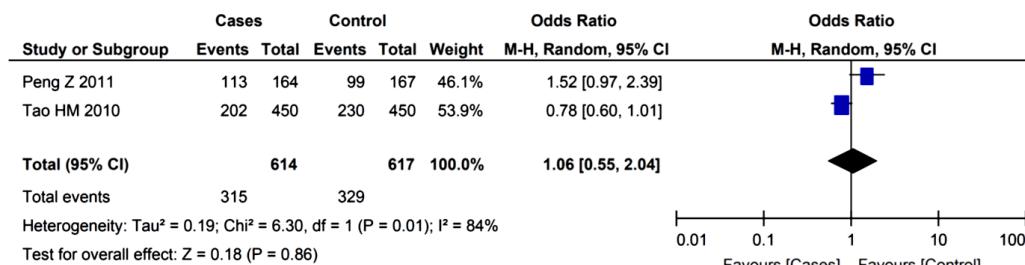 Cases Control Odds Ratio Odds Ratio
Study or Subgroup Events Total Events Total Weight M-H, Random, 95% CI M-H, Random, 95% CI
Peng Z 2011 113 164 99 167 46.1% 1.52 [0.97, 2.39]
Tao HM 2010 202 450 230 450 53.9% 0.78 [0.60, 1.01]
Total (95% CI) 614 617 100.0% 1.06 [0.55, 2.04]
Total events 315 329
Heterogeneity: Tau² = 0.19; Chi² = 6.30, df = 1 (P = 0.01); I² = 84%
Test for overall effect: Z = 0.18 (P = 0.86)
0.01 0.1 1 10 100
Favours [Cases] Favours [Control]